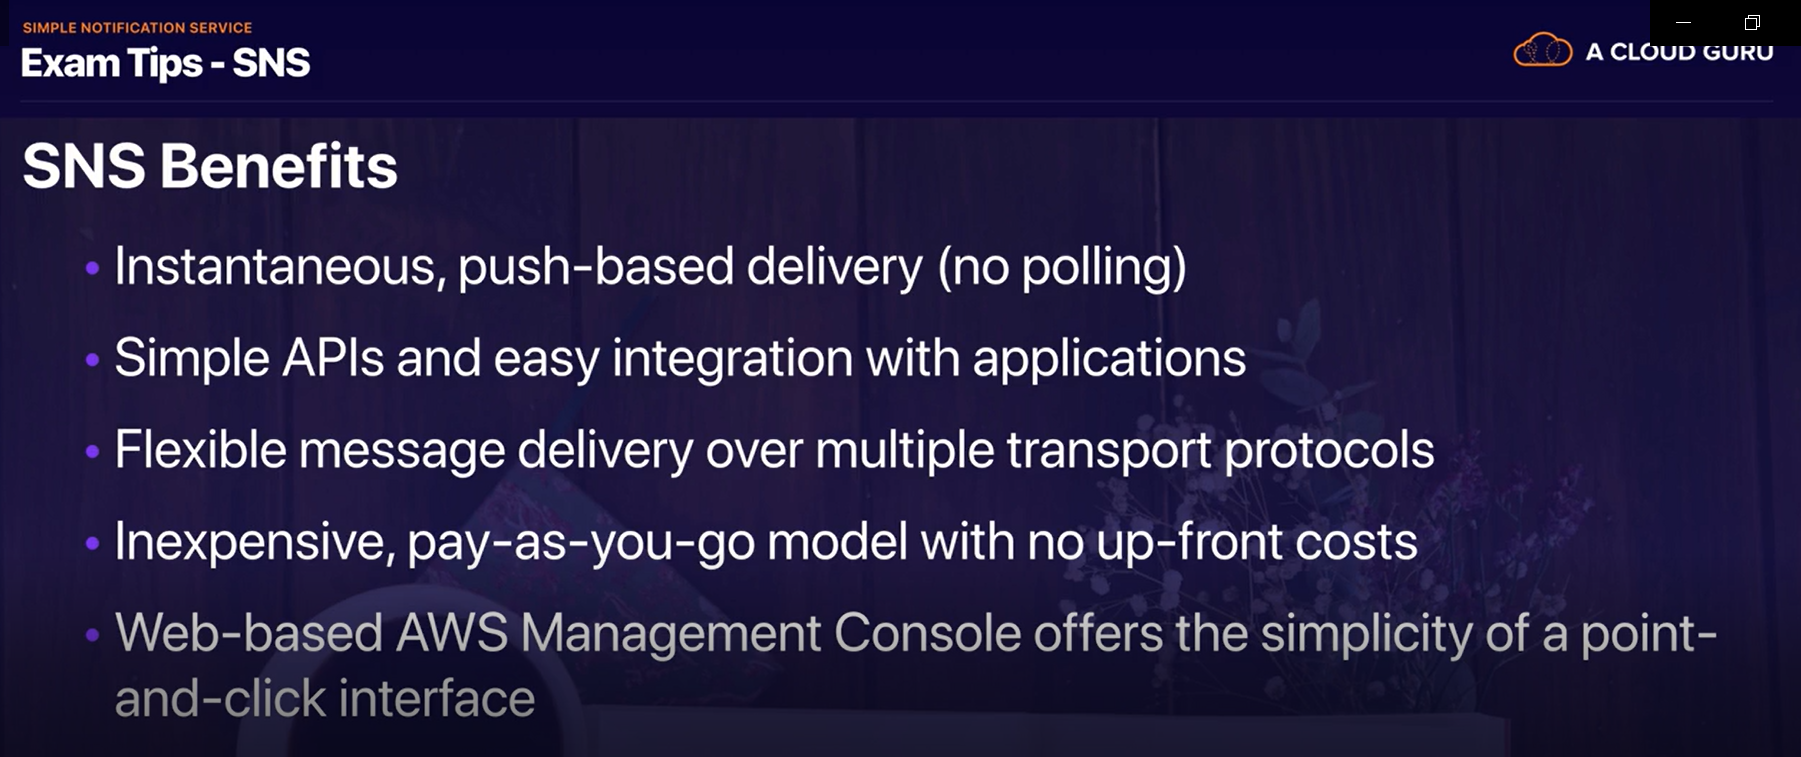 SIMPLE NOTIFICATION SERVICE
Exam Tips - SNS
A CLOUD GURU
SNS Benefits
• Instantaneous, push-based delivery (no polling)
• Simple APIs and easy integration with applications
• Flexible message delivery over multiple transport protocols
• Inexpensive, pay-as-you-go model with no up-front costs
• Web-based AWS Management Console offers the simplicity of a point-
and-click interface